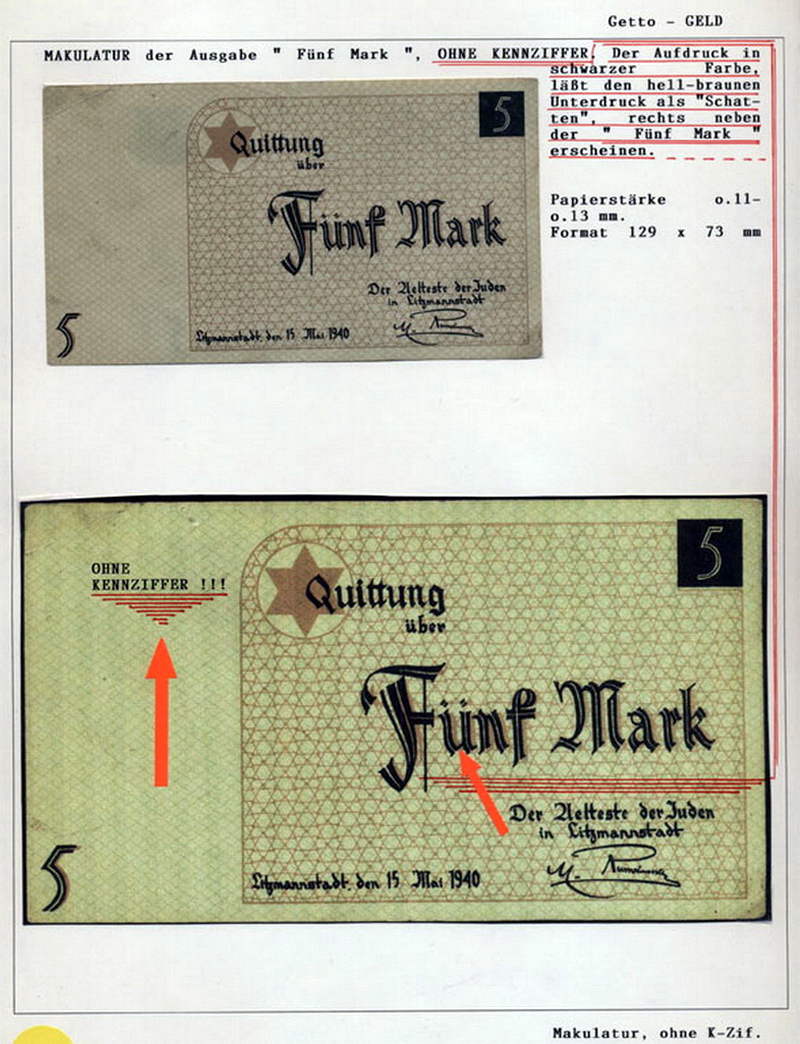 Getto - GELD
MAKULATUR der Ausgabe " Fünf Mark ", OHNE KENNZIFFER. Der Aufdruck in
schwarzer Farbe,
läßt den hell-braunen
Unterdruck als "Schat-
ten", rechts neben
der " Fünf Mark "
erscheinen.
Papierstärke o.11-
o.13 mm.
Format 129 x 73 mm
5
Quittung
über
Fünf Mark
Der Aelteste der Juden
in Litzmannstadt
Litzmannstadt, den 15. Mai 1940
5
OHNE
KENNZIFFER !!!
5
Quittung
über
Fünf Mark
Der Aelteste der Juden
in Litzmannstadt
Litzmannstadt, den 15. Mai 1940
5
Makulatur, ohne K-Zif.